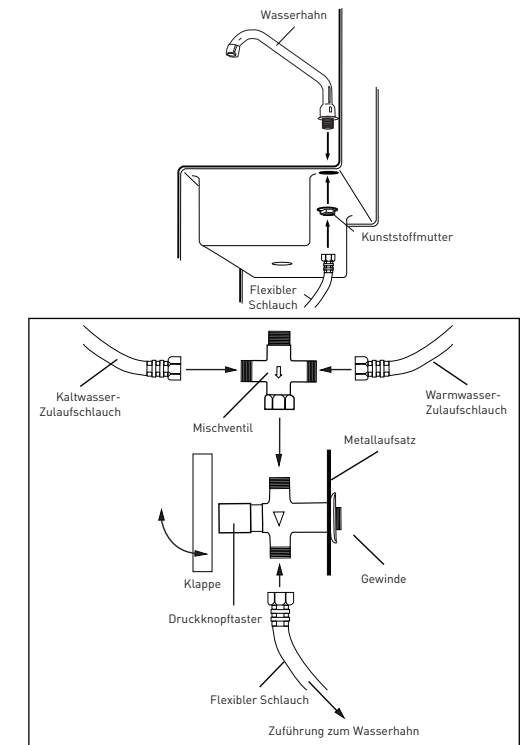 Wasserhahn
Kunststoffmutter
Flexibler
Schlauch
Kaltwasser-
Zulaufschlauch
Warmwasser-
Zulaufschlauch
Mischventil
Metallaufsatz
Klappe
Gewinde
Druckknopftaster
Flexibler Schlauch
Zuführung zum Wasserhahn